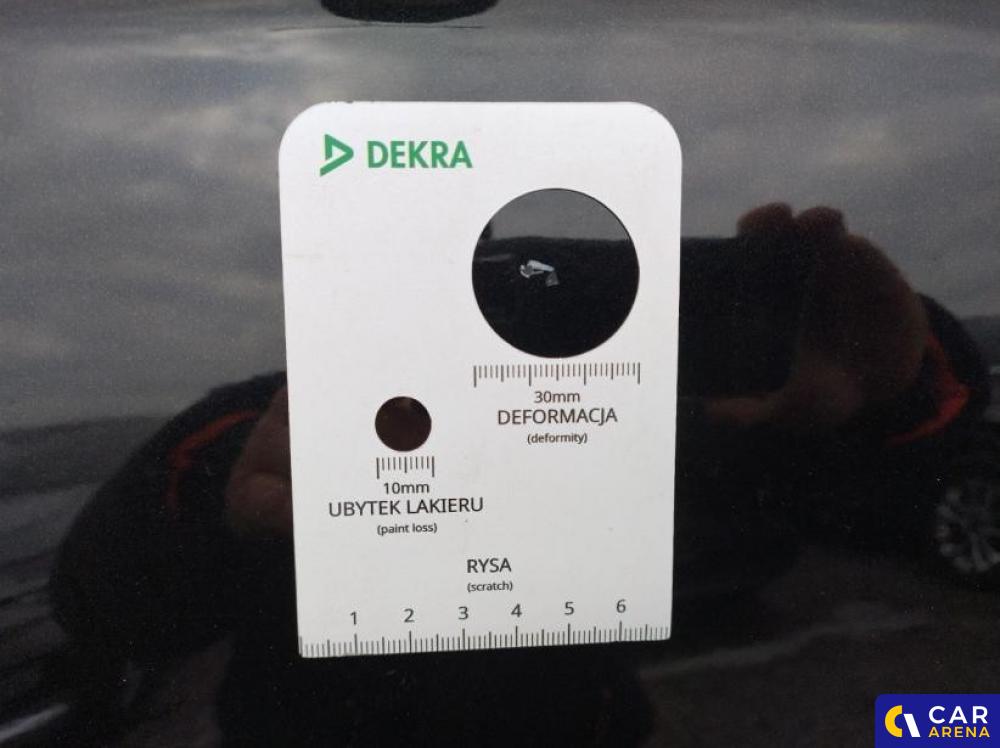 DEKRA
30mm
DEFORMACJA
(deformity)
10mm
UBYTEK LAKIERU
(paint loss)
RYSA
(scratch)
1 2 3 4 5 6
CAR
ARENA